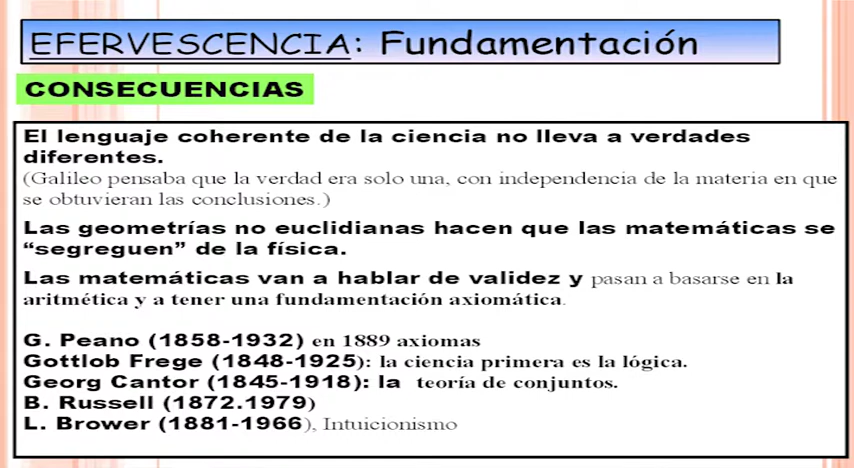 EFERVESCENCIA: Fundamentación
CONSECUENCIAS
El lenguaje coherente de la ciencia no lleva a verdades
diferentes.
(Galileo pensaba que la verdad era solo una, con independencia de la materia en que
se obtuvieran las conclusiones.)
Las geometrías no euclidianas hacen que las matemáticas se
“segreguen” de la física.
Las matemáticas van a hablar de validez y pasan a basarse en la
aritmética y a tener una fundamentación axiomática.
G. Peano (1858-1932) en 1889 axiomas
Gottlob Frege (1848-1925): la ciencia primera es la lógica.
Georg Cantor (1845-1918): la teoría de conjuntos.
B. Russell (1872.1979)
L. Brower (1881-1966), Intuicionismo